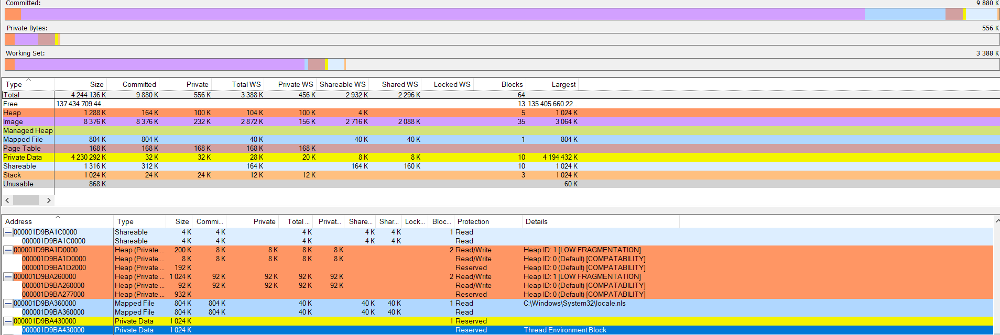 Committed: 9 880 K
Private Bytes: 556 K
Working Set: 3 388 K
Type Size Committed Private Total WS Private WS Shareable WS Shared WS Locked WS Blocks Largest
Total 4 244 136 K 9 880 K 556 K 3 388 K 456 K 2 932 K 2 296 K 64
Free 137 434 709 44... 13 135 405 660 22...
Heap 1 288 K 164 K 100 K 104 K 100 K 4 K 5 1 024 K
Image 8 376 K 8 376 K 232 K 2 872 K 156 K 2 716 K 2 088 K 35 3 064 K
Managed Heap
Mapped File 804 K 804 K 40 K 40 K 40 K 1 804 K
Page Table 168 K 168 K 168 K 168 K 168 K
Private Data 4 230 292 K 32 K 32 K 28 K 20 K 8 K 8 K 10 4 194 432 K
Shareable 1 316 K 312 K 164 K 164 K 160 K 10 1 024 K
Stack 1 024 K 24 K 24 K 12 K 12 K 3 1 024 K
Unusable 868 K 60 K
Address Type Size Commi... Private Total ... Privat... Share... Shar... Lock... Bloc... Protection Details
000001D9BA1C0000 Shareable 4 K 4 K 4 K 4 K 4 K 1 Read
000001D9BA1C0000 Shareable 4 K 4 K 4 K 4 K 4 K Read
000001D9BA1D0000 Heap (Private ... 200 K 8 K 8 K 8 K 8 K 2 Read/Write Heap ID: 1 [LOW FRAGMENTATION]
000001D9BA1D0000 Heap (Private ... 8 K 8 K 8 K 8 K 8 K Read/Write Heap ID: 0 (Default) [COMPATABILITY]
000001D9BA1D2000 Heap (Private ... 192 K Reserved Heap ID: 0 (Default) [COMPATABILITY]
000001D9BA260000 Heap (Private ... 1 024 K 92 K 92 K 92 K 92 K 2 Read/Write Heap ID: 1 [LOW FRAGMENTATION]
000001D9BA260000 Heap (Private ... 92 K 92 K 92 K 92 K 92 K Read/Write Heap ID: 0 (Default) [COMPATABILITY]
000001D9BA277000 Heap (Private ... 932 K Reserved Heap ID: 0 (Default) [COMPATABILITY]
000001D9BA360000 Mapped File 804 K 804 K 40 K 40 K 40 K 1 Read C:\Windows\System32\locale.nls
000001D9BA360000 Mapped File 804 K 804 K 40 K 40 K 40 K Read
000001D9BA430000 Private Data 1 024 K 1 Reserved
000001D9BA430000 Private Data 1 024 K Reserved Thread Environment Block